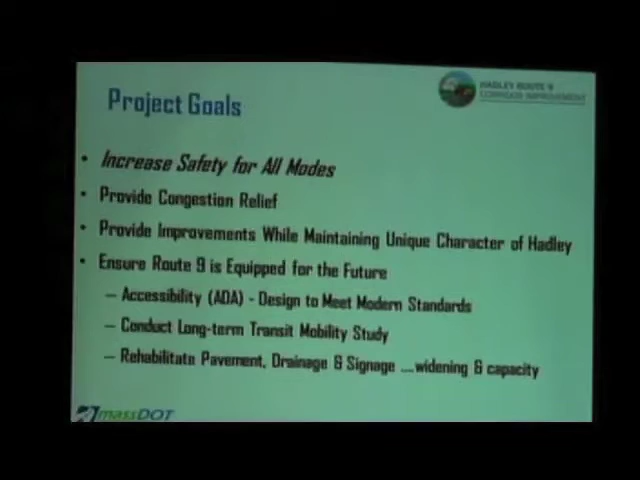 HADLEY ROUTE 9
CORRIDOR IMPROVEMENT
Project Goals
• Increase Safety for All Modes
• Provide Congestion Relief
• Provide Improvements While Maintaining Unique Character of Hadley
• Ensure Route 9 is Equipped for the Future
– Accessibility (ADA) - Design to Meet Modern Standards
– Conduct Long-term Transit Mobility Study
– Rehabilitate Pavement, Drainage & Signage ....widening & capacity
massDOT